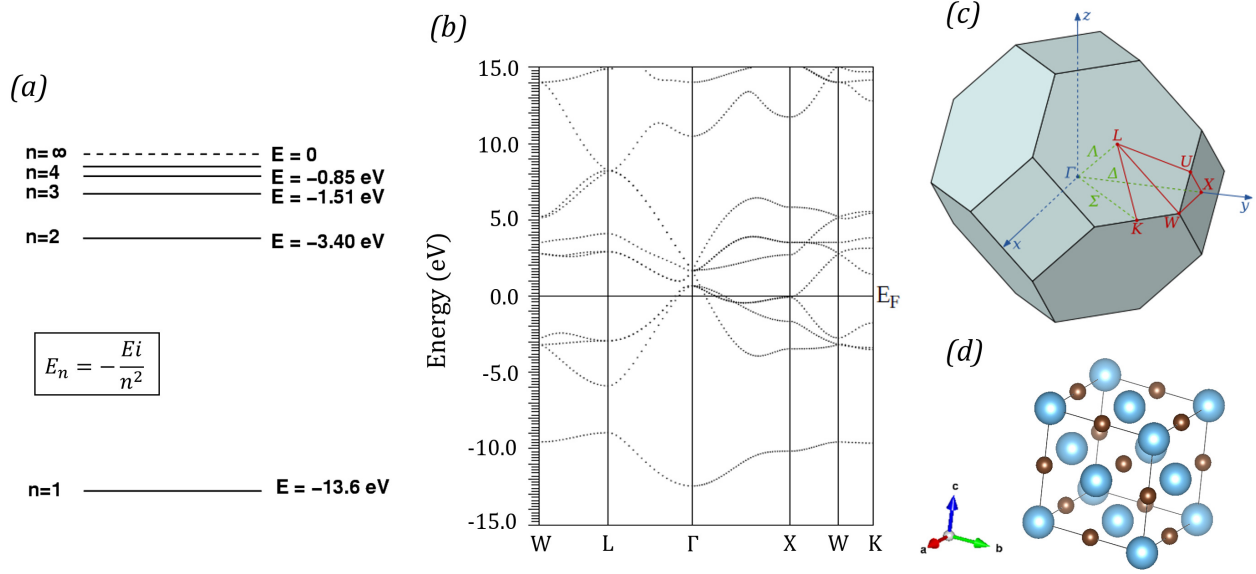 (a)
n=∞
E = 0
n=4
E = −0.85 eV
n=3
E = −1.51 eV
n=2
E = −3.40 eV
E_n = − Ei / n²
n=1
E = −13.6 eV
(b)
Energy (eV)
15.0
10.0
5.0
0.0
-5.0
-10.0
-15.0
E_F
W L Γ X W K
(c)
z
L
Λ
U
Γ
Δ
X
Σ
y
K
W
x
(d)
c
a
b